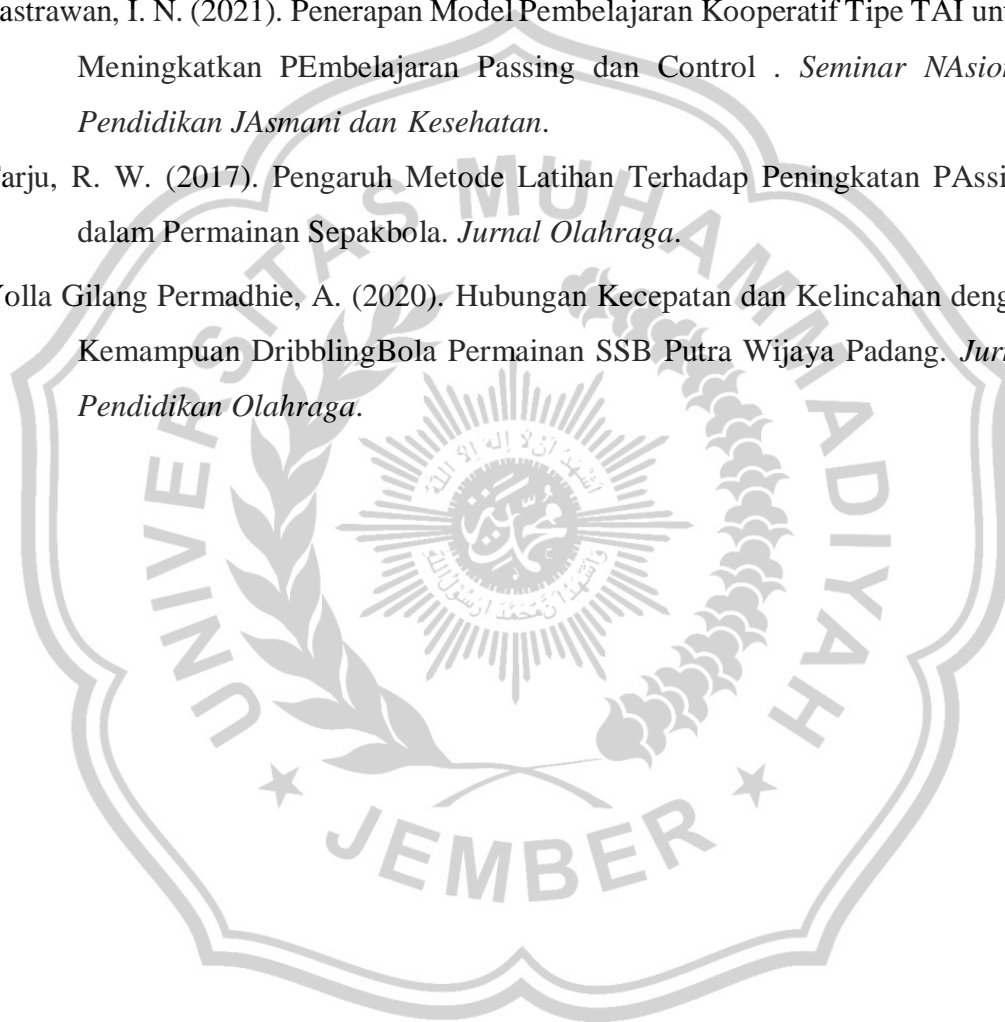 astrawan, I. N. (2021). Penerapan Model Pembelajaran Kooperatif Tipe TAI un
Meningkatkan PEmbelajaran Passing dan Control . Seminar NAsion
Pendidikan JAsmani dan Kesehatan.
arju, R. W. (2017). Pengaruh Metode Latihan Terhadap Peningkatan PAssi
dalam Permainan Sepakbola. Jurnal Olahraga.
Yolla Gilang Permadhie, A. (2020). Hubungan Kecepatan dan Kelincahan deng
Kemampuan DribblingBola Permainan SSB Putra Wijaya Padang. Jur
Pendidikan Olahraga.
UNIVERSITAS MUHAMMADIYAH
JEMBER